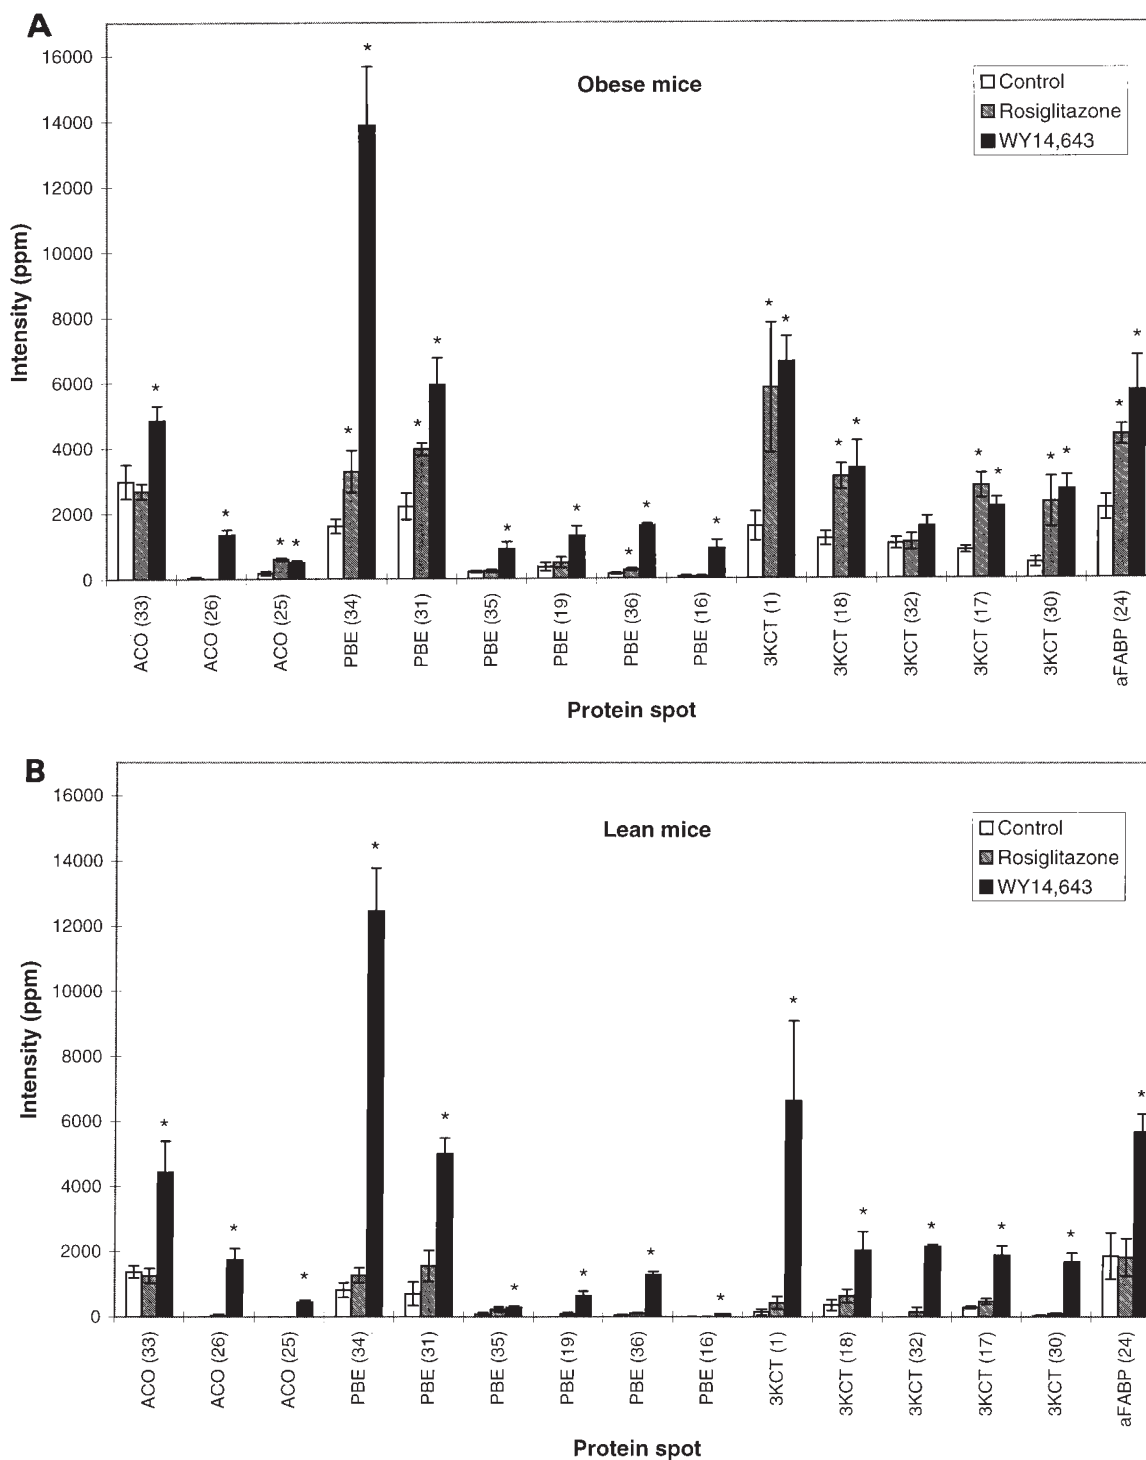 A
Obese mice
Control
Rosiglitazone
WY14,643
16000
14000
12000
10000
8000
6000
4000
2000
0
Intensity (ppm)
* * * * * * * * * * * * * * * * * * * * * *
ACO (33)
ACO (26)
ACO (25)
PBE (34)
PBE (31)
PBE (35)
PBE (19)
PBE (36)
PBE (16)
3KCT (1)
3KCT (18)
3KCT (32)
3KCT (17)
3KCT (30)
aFABP (24)
Protein spot
B
Lean mice
Control
Rosiglitazone
WY14,643
16000
14000
12000
10000
8000
6000
4000
2000
0
Intensity (ppm)
* * * * * * * * * * * * * * *
ACO (33)
ACO (26)
ACO (25)
PBE (34)
PBE (31)
PBE (35)
PBE (19)
PBE (36)
PBE (16)
3KCT (1)
3KCT (18)
3KCT (32)
3KCT (17)
3KCT (30)
aFABP (24)
Protein spot